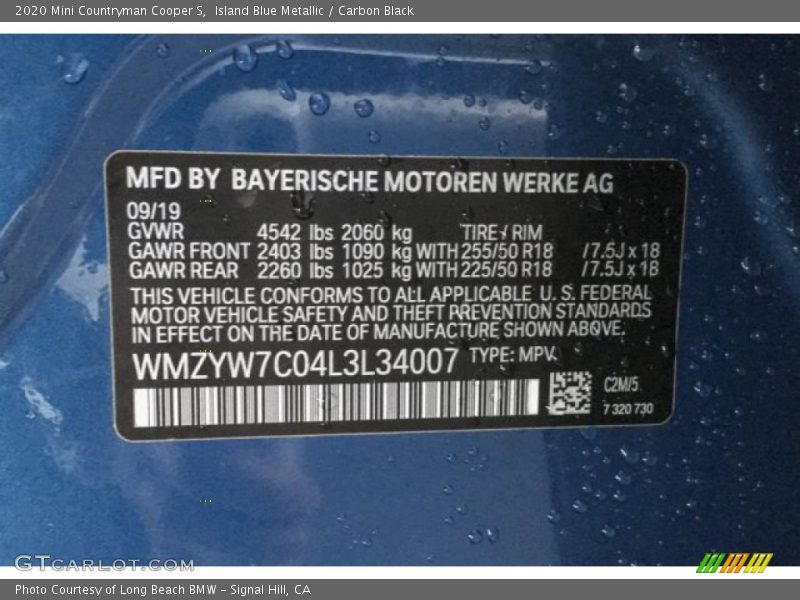 2020 Mini Countryman Cooper S,  Island Blue Metallic / Carbon Black
MFD BY BAYERISCHE MOTOREN WERKE AG
09/19
GVWR 4542 lbs 2060 kg TIRE / RIM
GAWR FRONT 2403 lbs 1090 kg WITH 255/50 R18 /7.5J x 18
GAWR REAR 2260 lbs 1025 kg WITH 225/50 R18 /7.5J x 18
THIS VEHICLE CONFORMS TO ALL APPLICABLE U. S. FEDERAL
MOTOR VEHICLE SAFETY AND THEFT PREVENTION STANDARDS
IN EFFECT ON THE DATE OF MANUFACTURE SHOWN ABOVE.
WMZYW7C04L3L34007 TYPE: MPV
C2M/5
7 320 730
GTCARLOT.COM
Photo Courtesy of Long Beach BMW - Signal Hill, CA